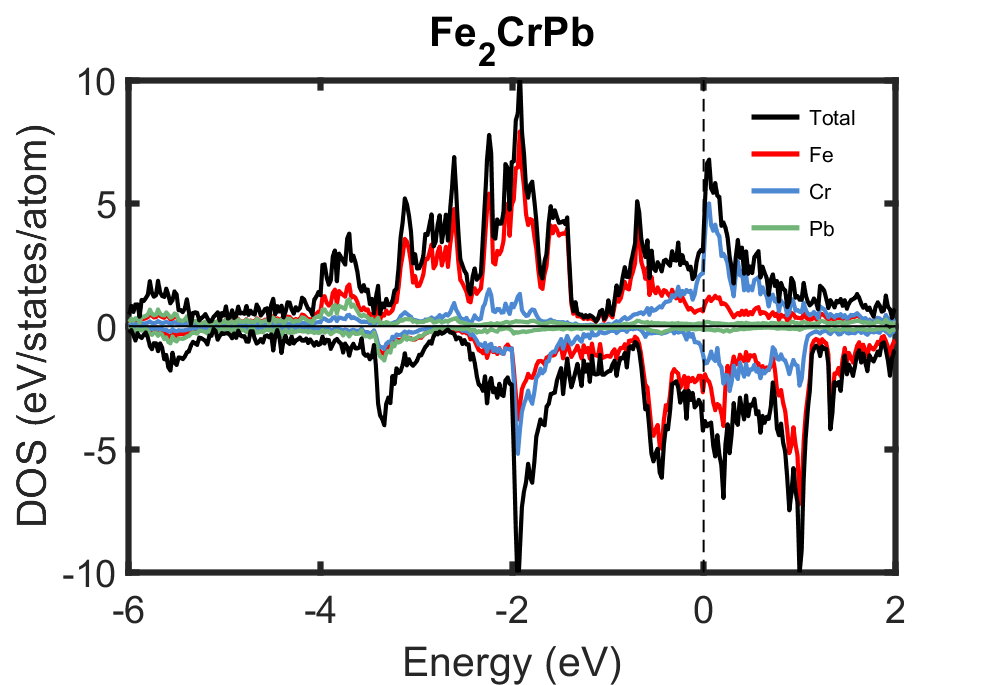 Fe₂CrPb
DOS (eV/states/atom)
10
5
0
-5
-10
Total
Fe
Cr
Pb
-6 -4 -2 0 2
Energy (eV)